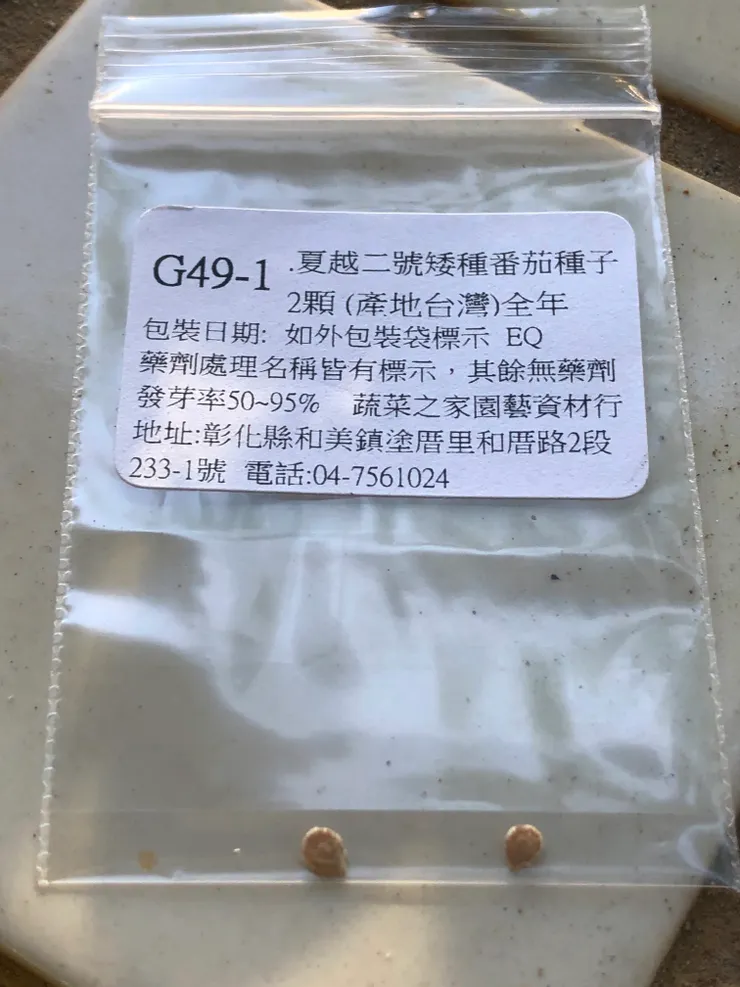 G49-1 .夏越二號矮種番茄種子
2顆 (產地台灣)全年
包裝日期: 如外包裝袋標示 EQ
藥劑處理名稱皆有標示，其餘無藥劑
發芽率50~95% 蔬菜之家園藝資材行
地址:彰化縣和美鎮塗厝里和厝路2段
233-1號 電話:04-7561024